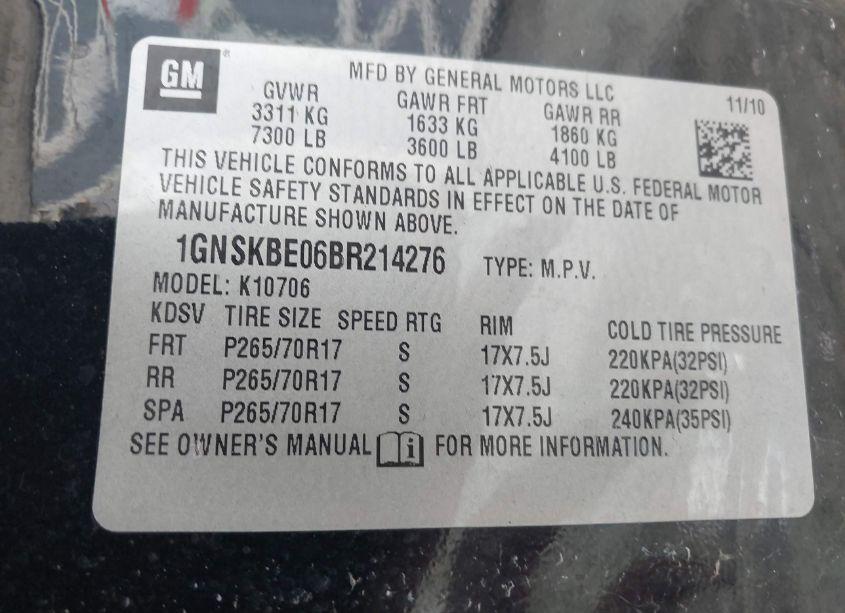 GM ®
MFD BY GENERAL MOTORS LLC
11/10
GVWR GAWR FRT GAWR RR
3311 KG 1633 KG 1860 KG
7300 LB 3600 LB 4100 LB
THIS VEHICLE CONFORMS TO ALL APPLICABLE U.S. FEDERAL MOTOR
VEHICLE SAFETY STANDARDS IN EFFECT ON THE DATE OF
MANUFACTURE SHOWN ABOVE.
1GNSKBE06BR214276 TYPE: M.P.V.
MODEL: K10706
KDSV TIRE SIZE SPEED RTG RIM COLD TIRE PRESSURE
FRT P265/70R17 S 17X7.5J 220KPA(32PSI)
RR P265/70R17 S 17X7.5J 220KPA(32PSI)
SPA P265/70R17 S 17X7.5J 240KPA(35PSI)
SEE OWNER'S MANUAL i FOR MORE INFORMATION.